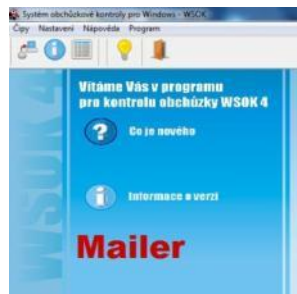 Systém obchůzkové kontroly pro Windows - WSOK
Čipy Nastavení Nápověda Program
Vítáme Vás v programu
pro kontrolu obchůzky WSOK 4
Co je nového
Informace o verzi
Mailer
WSOK 4